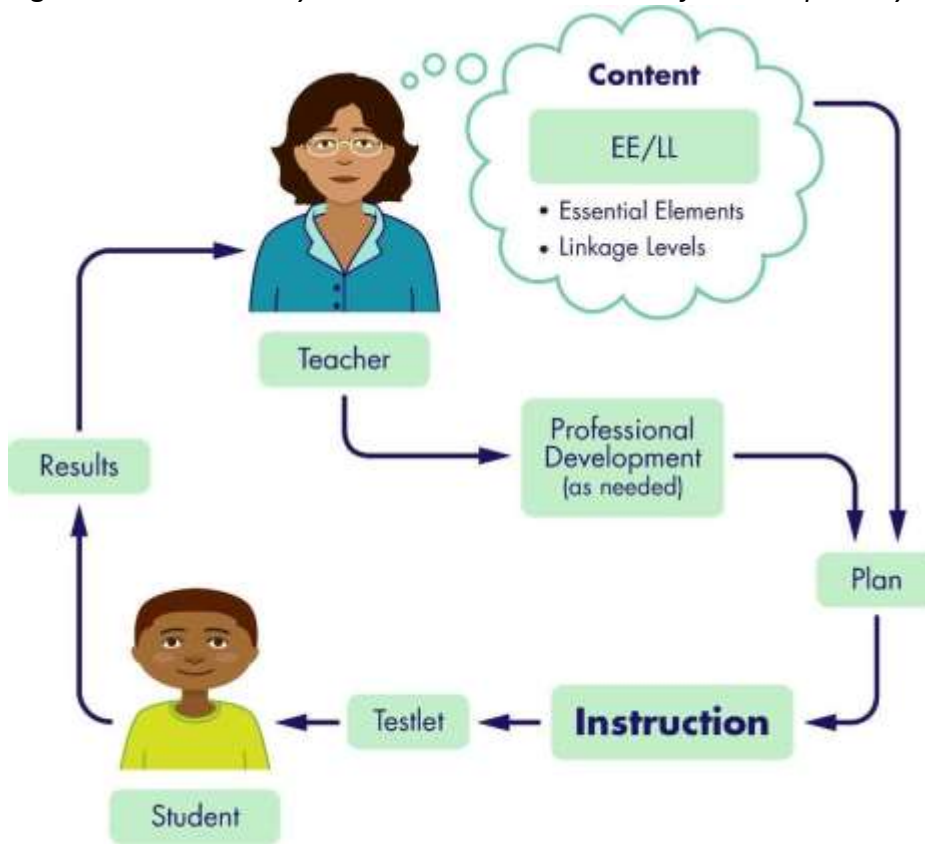 Content
EE/LL
• Essential Elements
• Linkage Levels
Teacher
Professional
Development
(as needed)
Results
Plan
Instruction
Testlet
Student